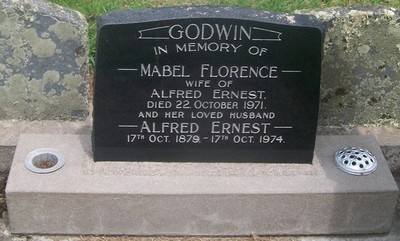 GODWIN
IN MEMORY OF
MABEL FLORENCE
WIFE OF
ALFRED ERNEST,
DIED 22 OCTOBER 1971.
AND HER LOVED HUSBAND
ALFRED ERNEST
17TH OCT. 1879 - 17TH OCT. 1974.